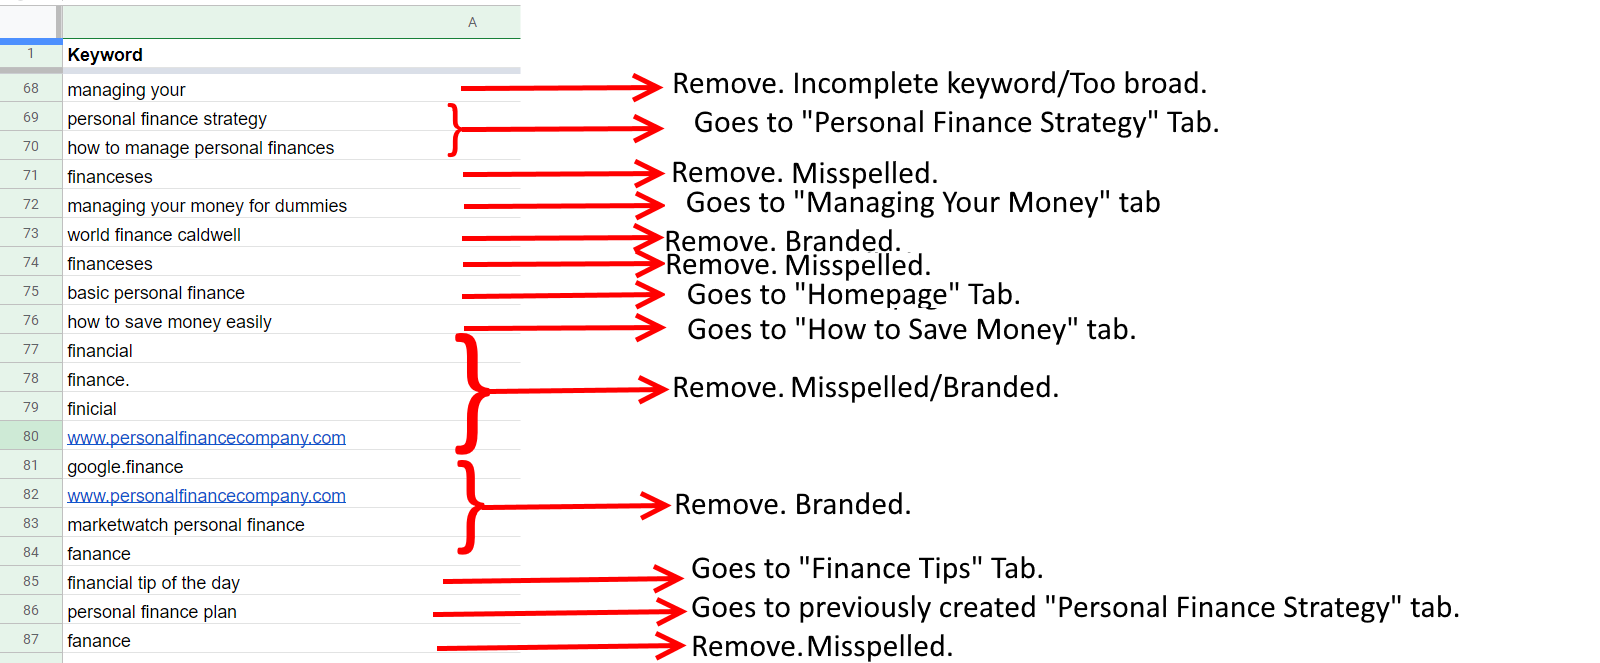 A
1 Keyword
68 managing your Remove. Incomplete keyword/Too broad.
69 personal finance strategy Goes to "Personal Finance Strategy" Tab.
70 how to manage personal finances
71 financeses Remove. Misspelled.
72 managing your money for dummies Goes to "Managing Your Money" tab
73 world finance caldwell Remove. Branded.
74 financeses Remove. Misspelled.
75 basic personal finance Goes to "Homepage" Tab.
76 how to save money easily Goes to "How to Save Money" tab.
77 financial
78 finance. Remove. Misspelled/Branded.
79 finicial
80 www.personalfinancecompany.com
81 google.finance
82 www.personalfinancecompany.com Remove. Branded.
83 marketwatch personal finance
84 fanance
85 financial tip of the day Goes to "Finance Tips" Tab.
86 personal finance plan Goes to previously created "Personal Finance Strategy" tab.
87 fanance Remove. Misspelled.